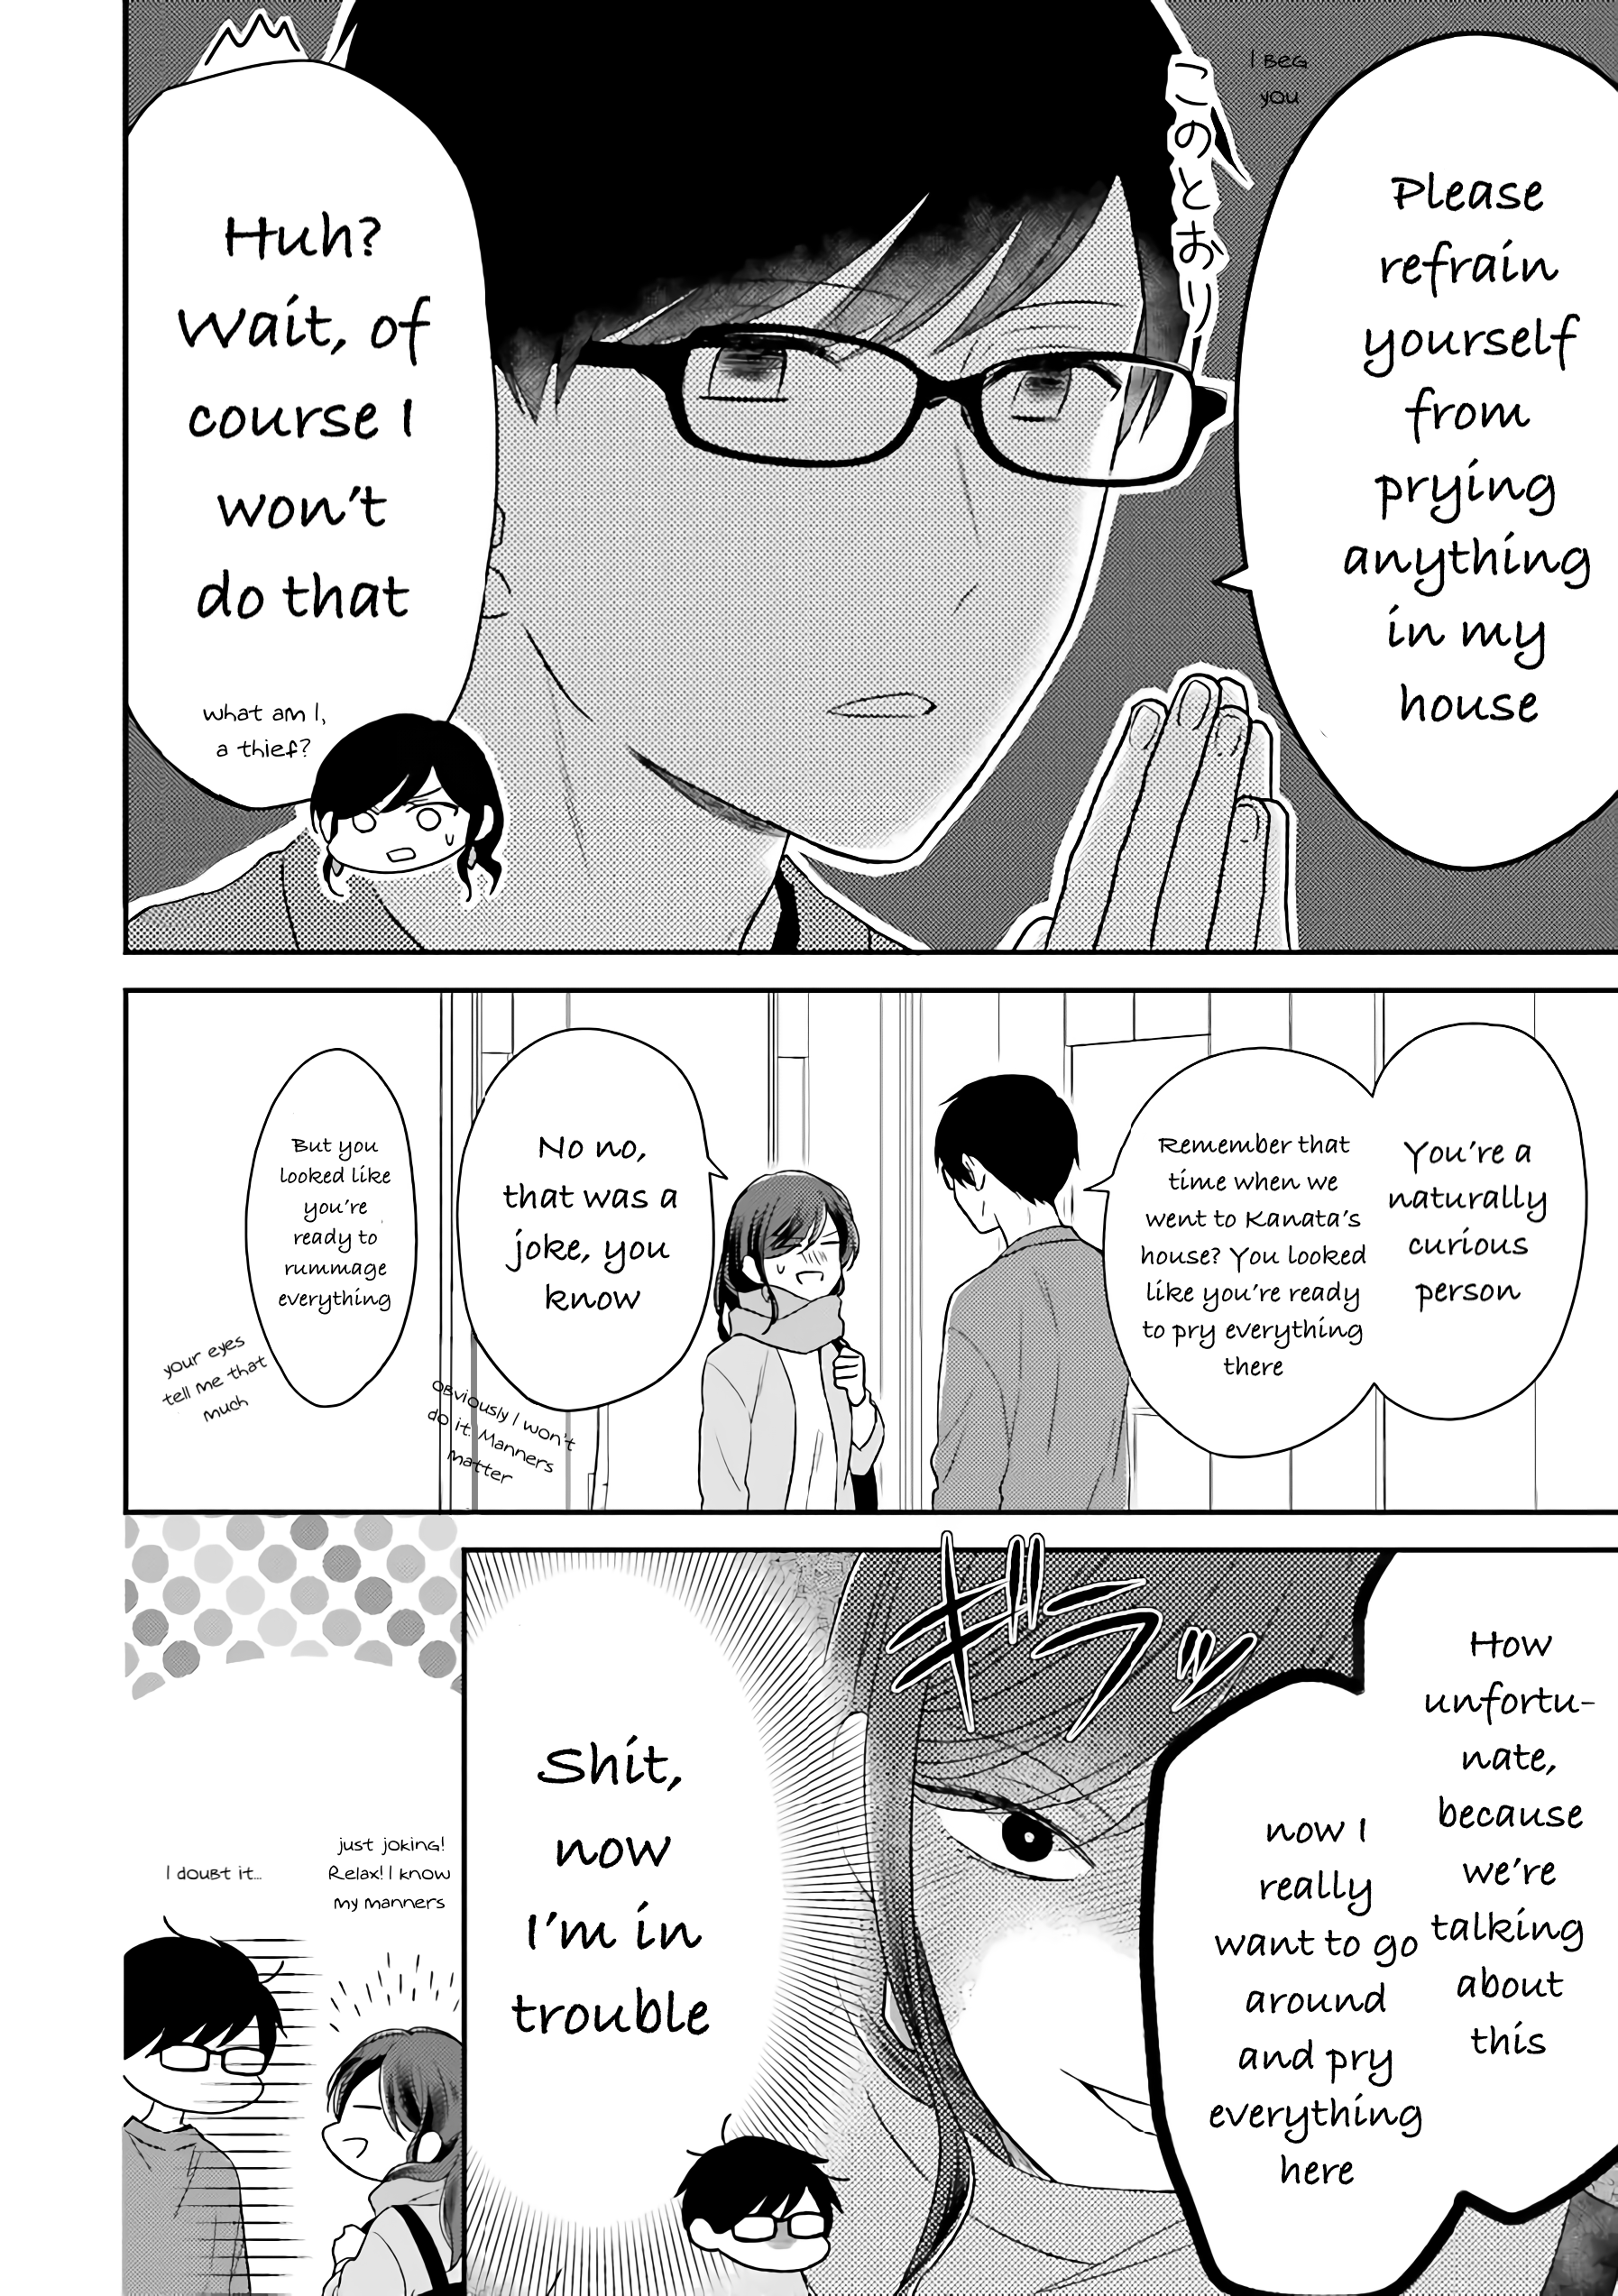 Please
refrain
yourself
from
prying
anything
in my
house
I BEG
YOU
このとおりっ
Huh?
Wait, of
course I
won't
do that
what am I,
a thief?
You're a
naturally
curious
person
Remember that
time when we
went to Kanata's
house? You looked
like you're ready
to pry everything
there
No no,
that was a
joke, you
know
Obviously I won't
do it. Manners
matter
But you
looked like
you're
ready to
rummage
everything
your eyes
tell me that
much
How
unfortu-
nate,
because
we're
talking
about
this
now I
really
want to go
around
and pry
everything
here
ギラッ
Shit,
now
I'm in
trouble
just joking!
Relax! I know
my manners
I doubt it...